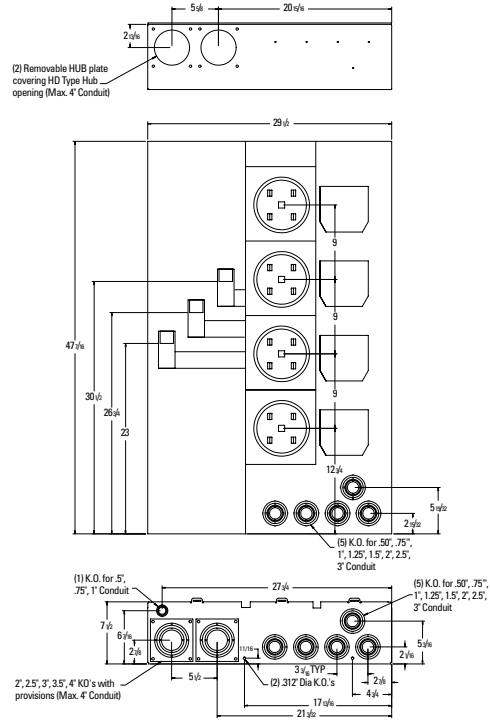 5 5⁄8
20 15⁄16
2 13⁄16
(2) Removable HUB plate
covering HD Type Hub
opening (Max. 4" Conduit)
29 1⁄2
9
9
9
47 7⁄16
30 1⁄2
26 3⁄4
23
12 3⁄4
5 19⁄32
2 15⁄32
(5) K.O. for .50", .75",
1", 1.25", 1.5", 2", 2.5",
3" Conduit
(1) K.O. for .5",
.75", 1" Conduit
27 3⁄4
(5) K.O. for .50", .75",
1", 1.25", 1.5", 2", 2.5",
3" Conduit
7 1⁄2
6 3⁄16
2 7⁄8
11/16
5 3⁄16
2 1⁄16
3 3⁄4 TYP
2 7⁄8
2", 2.5", 3", 3.5", 4" KO's with
provisions (Max. 4" Conduit)
5 1⁄2
(2) .312" Dia K.O.'s
4 3⁄4
17 13⁄16
21 3⁄32